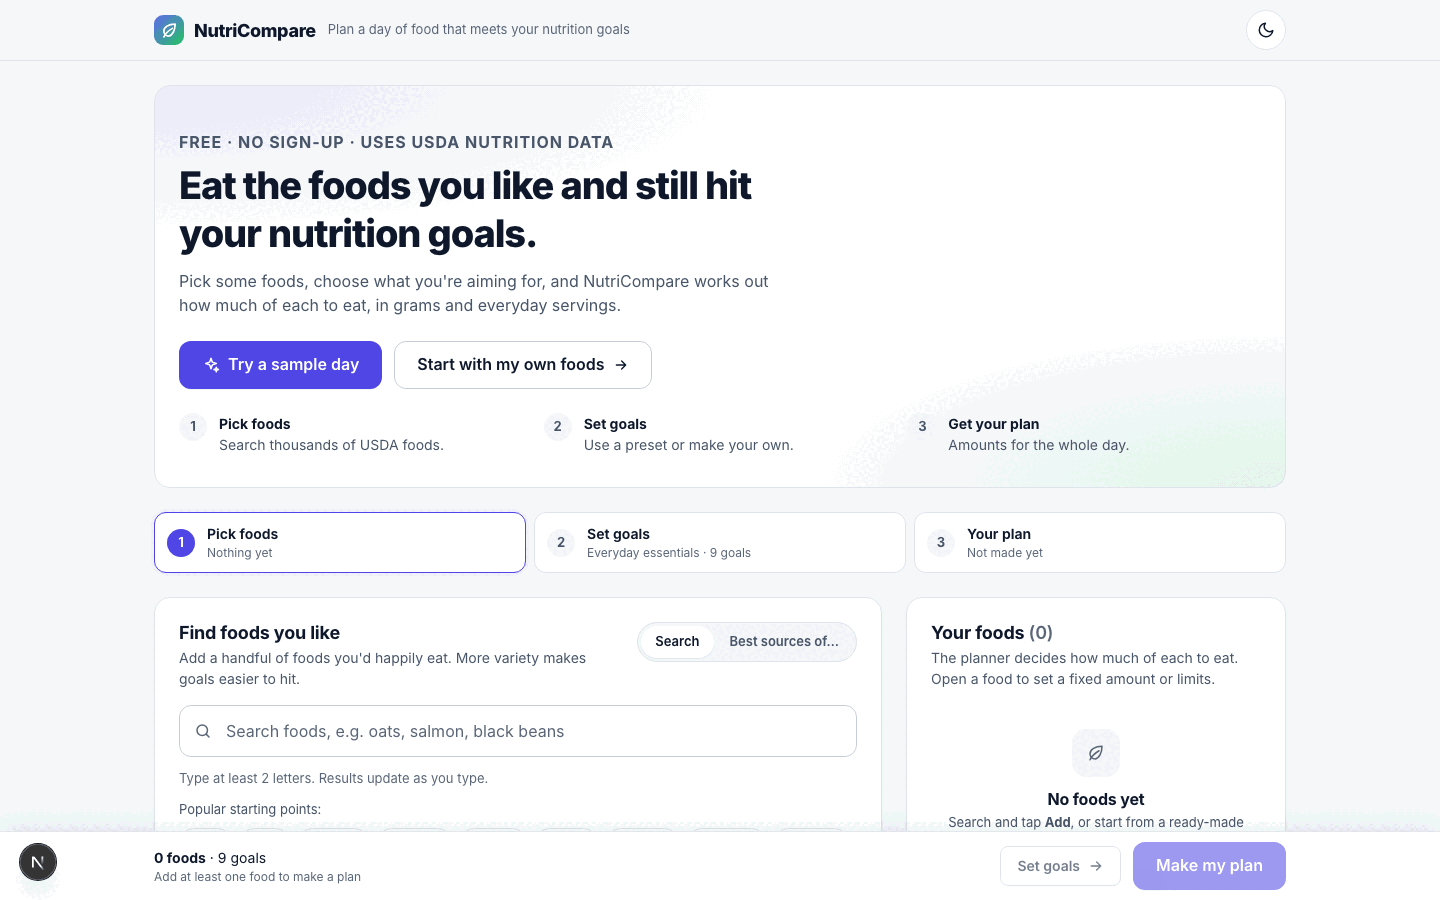 NutriCompare
Plan a day of food that meets your nutrition goals
FREE · NO SIGN-UP · USES USDA NUTRITION DATA
Eat the foods you like and still hit
your nutrition goals.
Pick some foods, choose what you're aiming for, and NutriCompare works out
how much of each to eat, in grams and everyday servings.
Try a sample day
Start with my own foods →
1
Pick foods
Search thousands of USDA foods.
2
Set goals
Use a preset or make your own.
3
Get your plan
Amounts for the whole day.
1
Pick foods
Nothing yet
2
Set goals
Everyday essentials · 9 goals
3
Your plan
Not made yet
Find foods you like
Add a handful of foods you'd happily eat. More variety makes
goals easier to hit.
Search
Best sources of...
Search foods, e.g. oats, salmon, black beans
Type at least 2 letters. Results update as you type.
Popular starting points:
Your foods (0)
The planner decides how much of each to eat.
Open a food to set a fixed amount or limits.
No foods yet
Search and tap Add, or start from a ready-made
N
0 foods · 9 goals
Add at least one food to make a plan
Set goals →
Make my plan